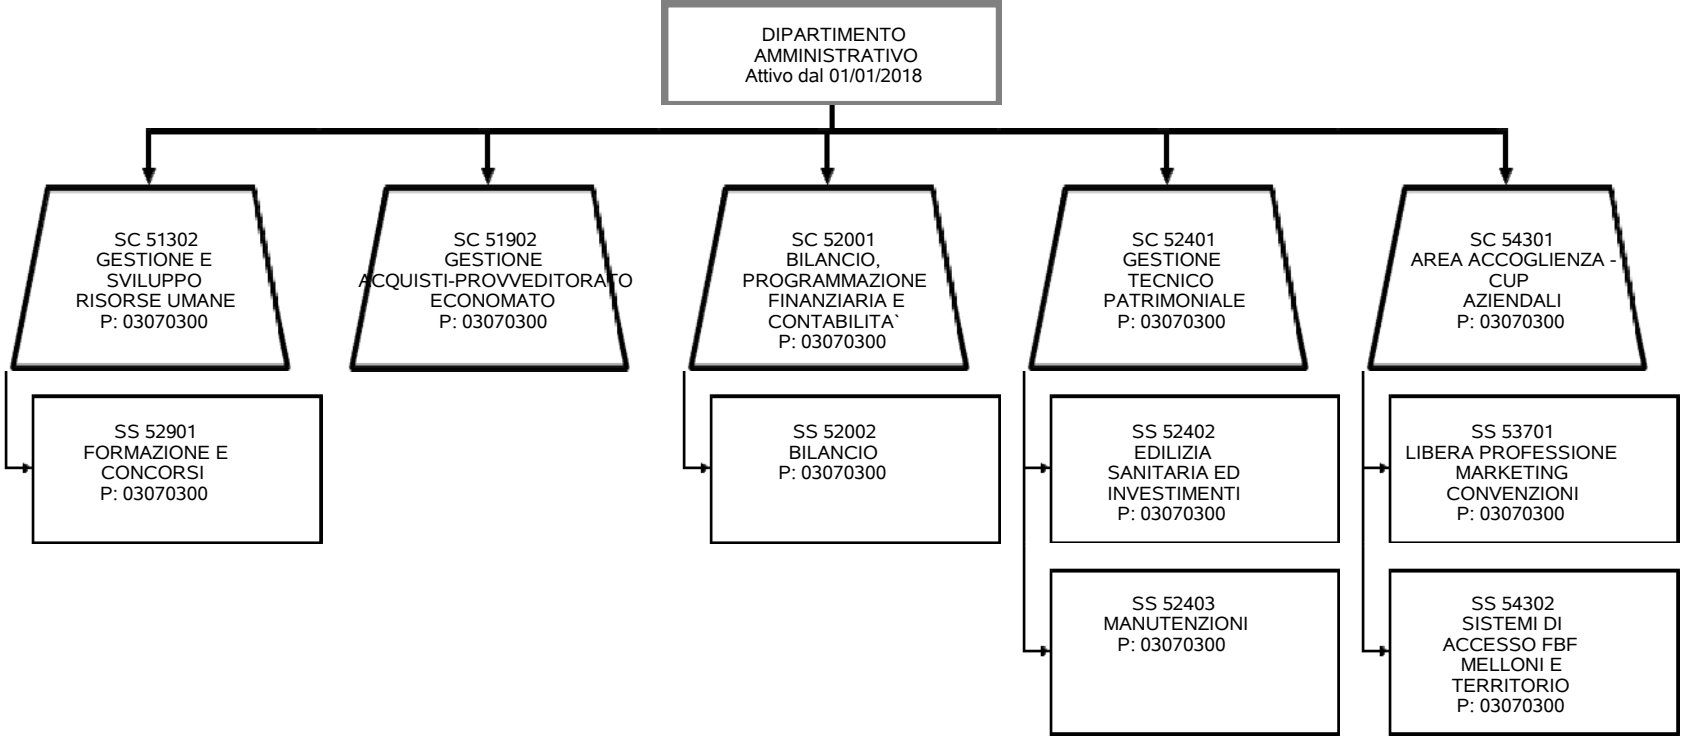 DIPARTIMENTO
AMMINISTRATIVO
Attivo dal 01/01/2018
SC 51302
GESTIONE E
SVILUPPO
RISORSE UMANE
P: 03070300
SC 51902
GESTIONE
ACQUISTI-PROVVEDITORATO
ECONOMATO
P: 03070300
SC 52001
BILANCIO,
PROGRAMMAZIONE
FINANZIARIA E
CONTABILITA`
P: 03070300
SC 52401
GESTIONE
TECNICO
PATRIMONIALE
P: 03070300
SC 54301
AREA ACCOGLIENZA -
CUP
AZIENDALI
P: 03070300
SS 52901
FORMAZIONE E
CONCORSI
P: 03070300
SS 52002
BILANCIO
P: 03070300
SS 52402
EDILIZIA
SANITARIA ED
INVESTIMENTI
P: 03070300
SS 53701
LIBERA PROFESSIONE
MARKETING
CONVENZIONI
P: 03070300
SS 52403
MANUTENZIONI
P: 03070300
SS 54302
SISTEMI DI
ACCESSO FBF
MELLONI E
TERRITORIO
P: 03070300